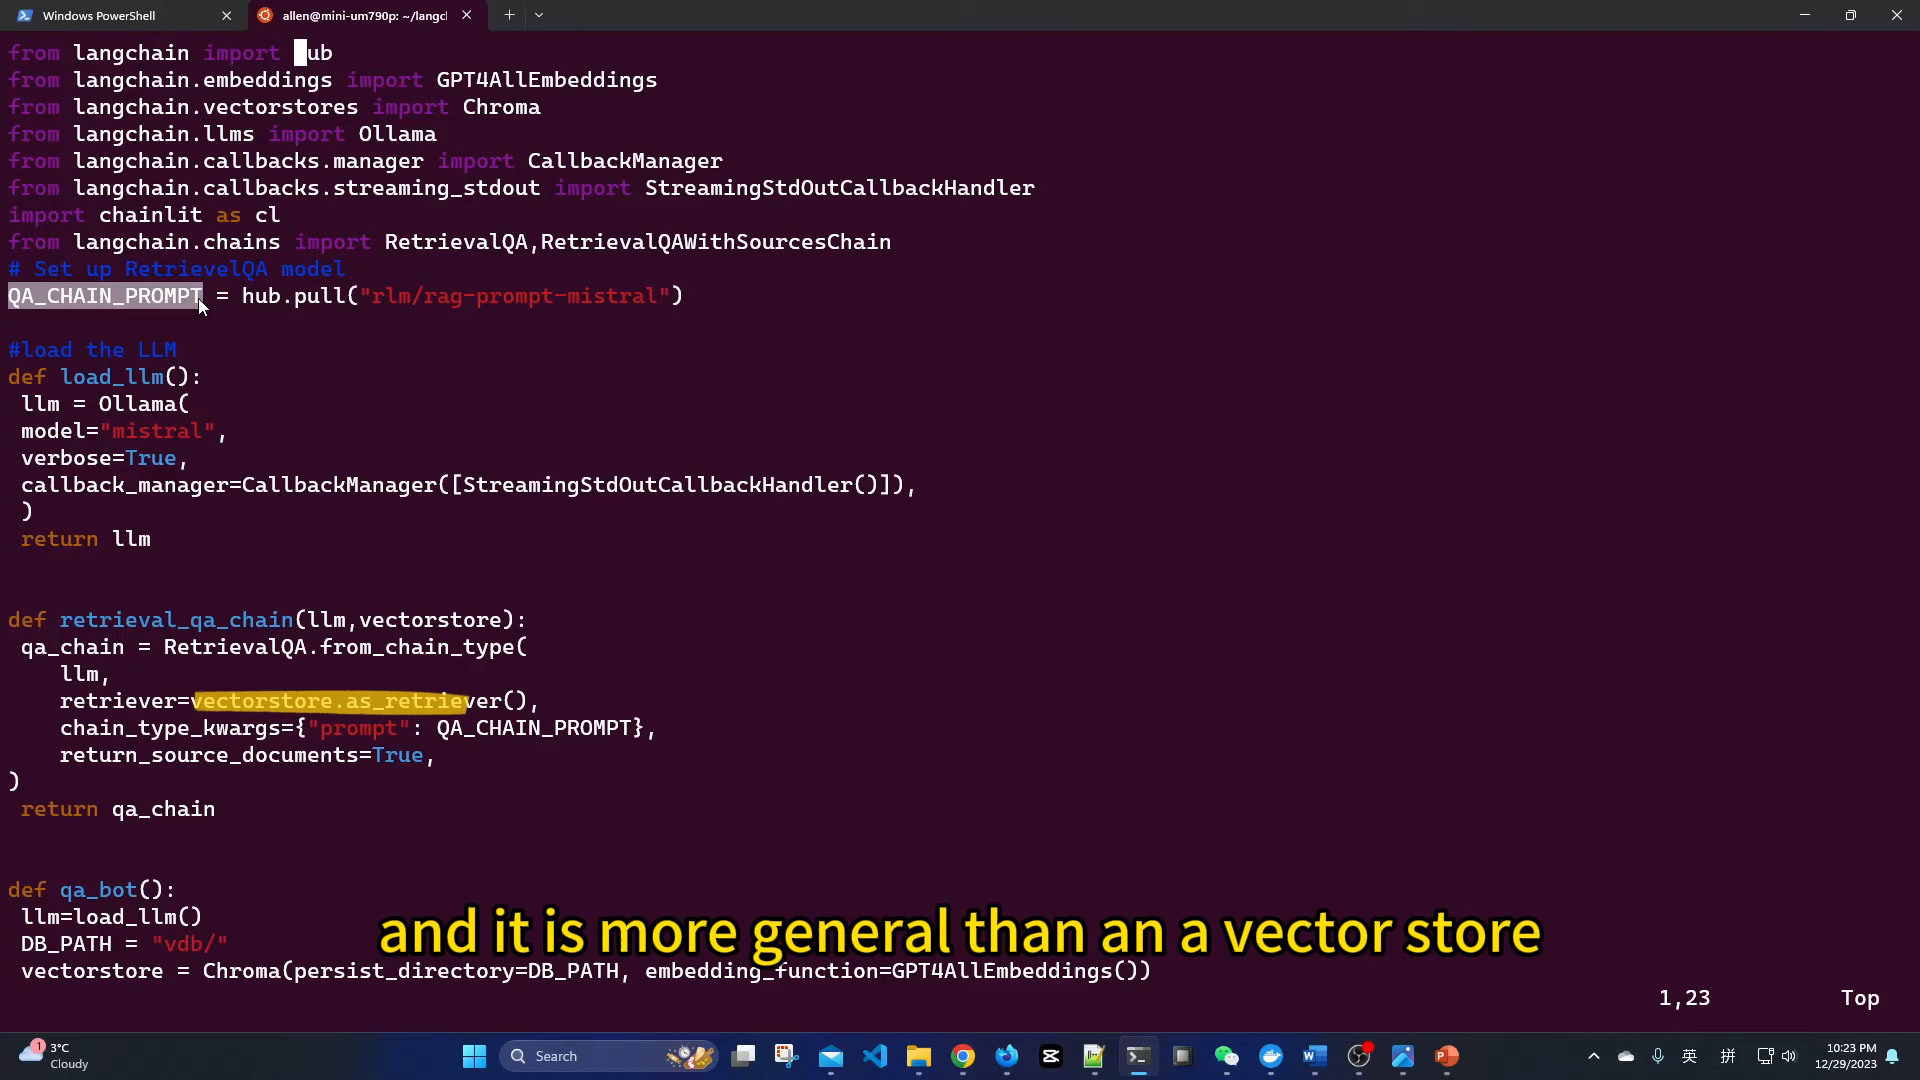 Windows PowerShell
allen@mini-um790p: ~/langcl
from langchain import ub
from langchain.embeddings import GPT4AllEmbeddings
from langchain.vectorstores import Chroma
from langchain.llms import Ollama
from langchain.callbacks.manager import CallbackManager
from langchain.callbacks.streaming_stdout import StreamingStdOutCallbackHandler
import chainlit as cl
from langchain.chains import RetrievalQA,RetrievalQAWithSourcesChain
# Set up RetrievelQA model
QA_CHAIN_PROMPT = hub.pull("rlm/rag-prompt-mistral")
#load the LLM
def load_llm():
 llm = Ollama(
 model="mistral",
 verbose=True,
 callback_manager=CallbackManager([StreamingStdOutCallbackHandler()]),
 )
 return llm
def retrieval_qa_chain(llm,vectorstore):
 qa_chain = RetrievalQA.from_chain_type(
    llm,
    retriever=vectorstore.as_retriever(),
    chain_type_kwargs={"prompt": QA_CHAIN_PROMPT},
    return_source_documents=True,
)
 return qa_chain
def qa_bot():
 llm=load_llm()
 DB_PATH = "vdb/"
and it is more general than an a vector store
 vectorstore = Chroma(persist_directory=DB_PATH, embedding_function=GPT4AllEmbeddings())
1,23 Top
1
3°C
Cloudy
Search
英
拼
10:23 PM
12/29/2023